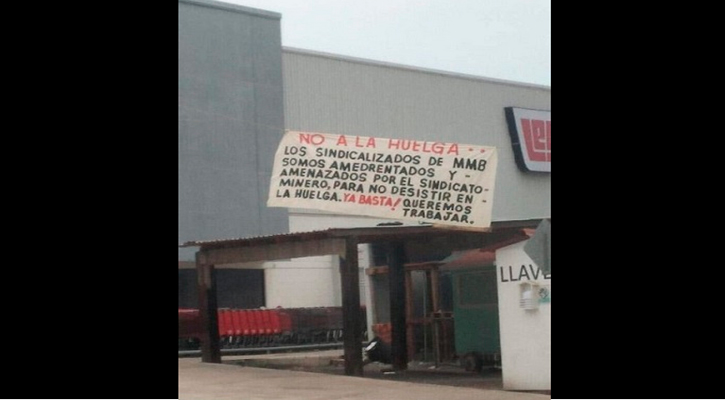 NO A LA HUELGA..
LOS SINDICALIZADOS DE MMB
SOMOS AMEDRENTADOS Y-
AMENAZADOS POR EL SINDICATO-
MINERO, PARA NO DESISTIR EN-
LA HUELGA. YA BASTA! QUEREMOS
TRABAJAR.
LLAVE